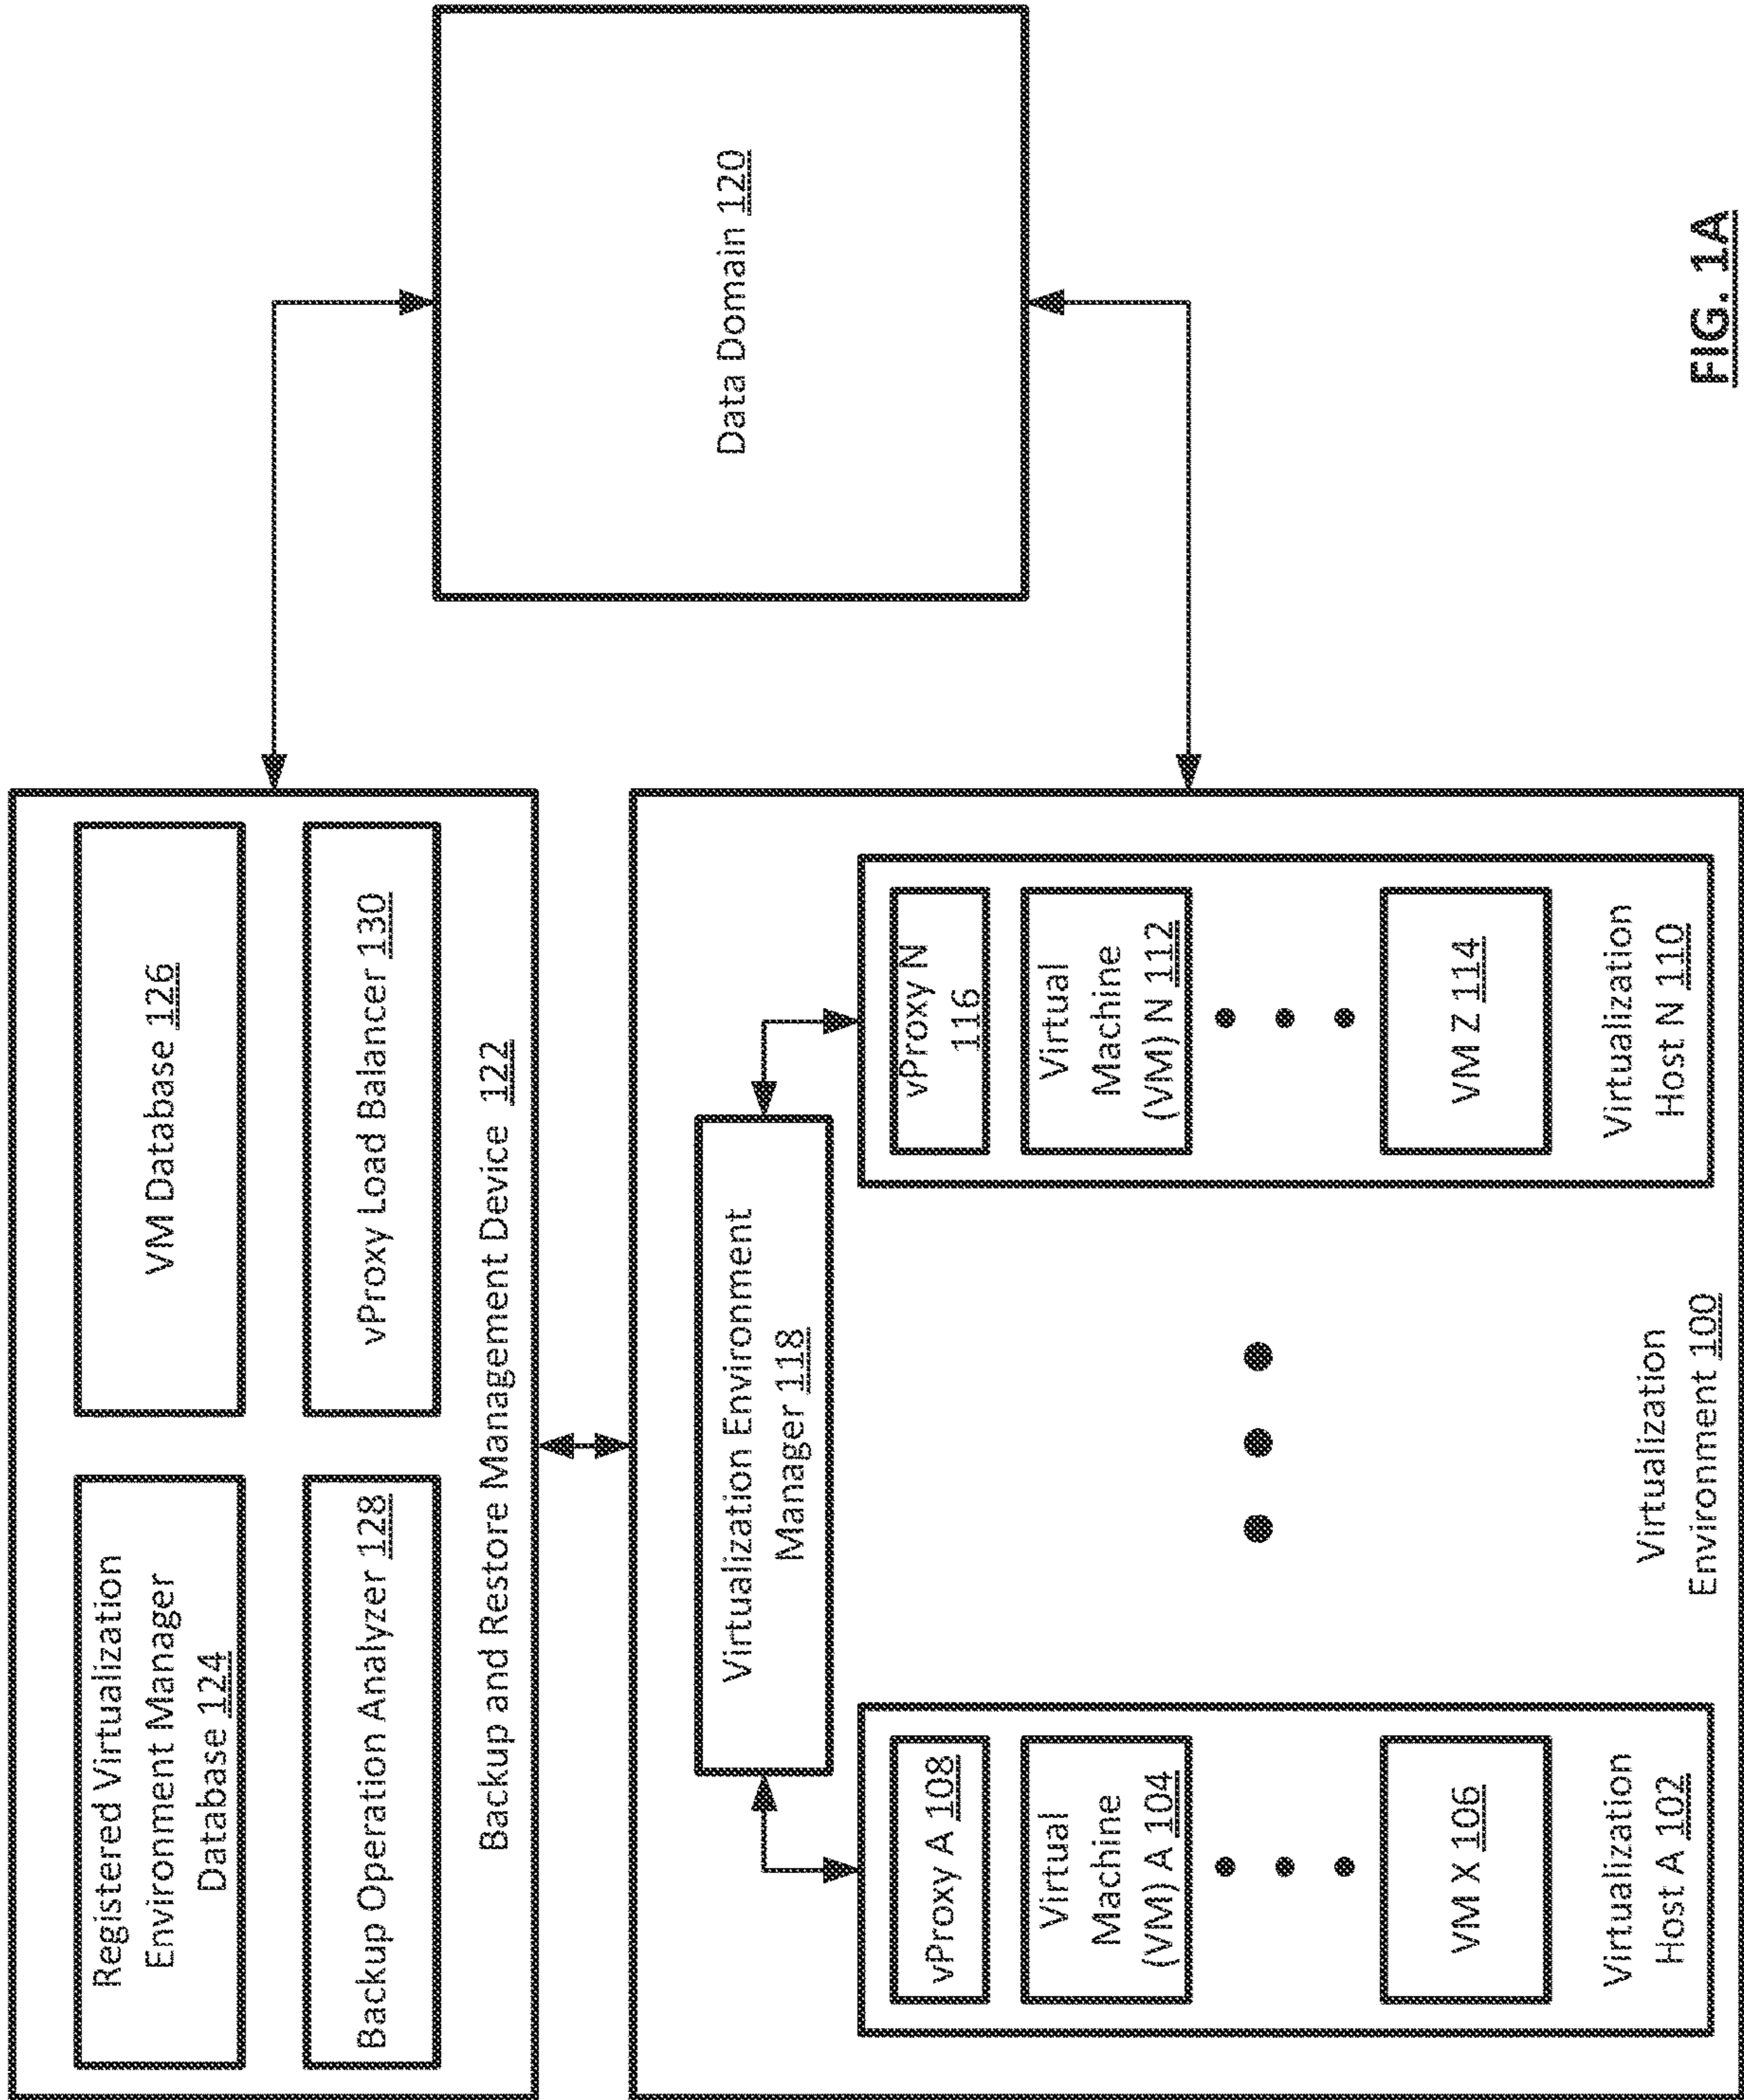 Registered Virtualization
Environment Manager
Database 124
VM Database 126
Backup Operation Analyzer 128
vProxy Load Balancer 130
Backup and Restore Management Device 122
Virtualization Environment
Manager 118
vProxy A 108
Virtual
Machine
(VM) A 104
VM X 106
Virtualization
Host A 102
vProxy N
116
Virtual
Machine
(VM) N 112
VM Z 114
Virtualization
Host N 110
Virtualization
Environment 100
Data Domain 120
FIG. 1A